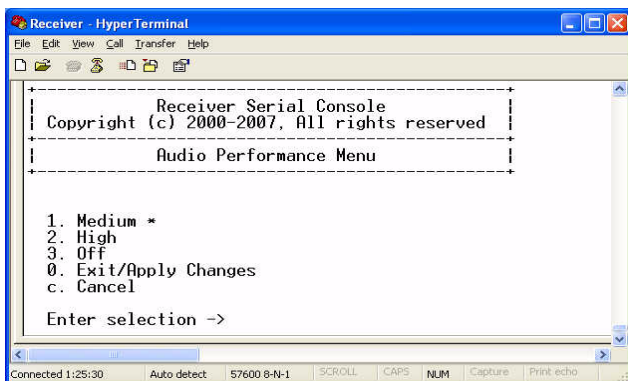 Receiver - HyperTerminal
File Edit View Call Transfer Help
Receiver Serial Console
Copyright (c) 2000-2007, All rights reserved
Audio Performance Menu
1. Medium *
2. High
3. Off
0. Exit/Apply Changes
c. Cancel
Enter selection ->
Connected 1:25:30 Auto detect 57600 8-N-1 SCROLL CAPS NUM Capture Print echo